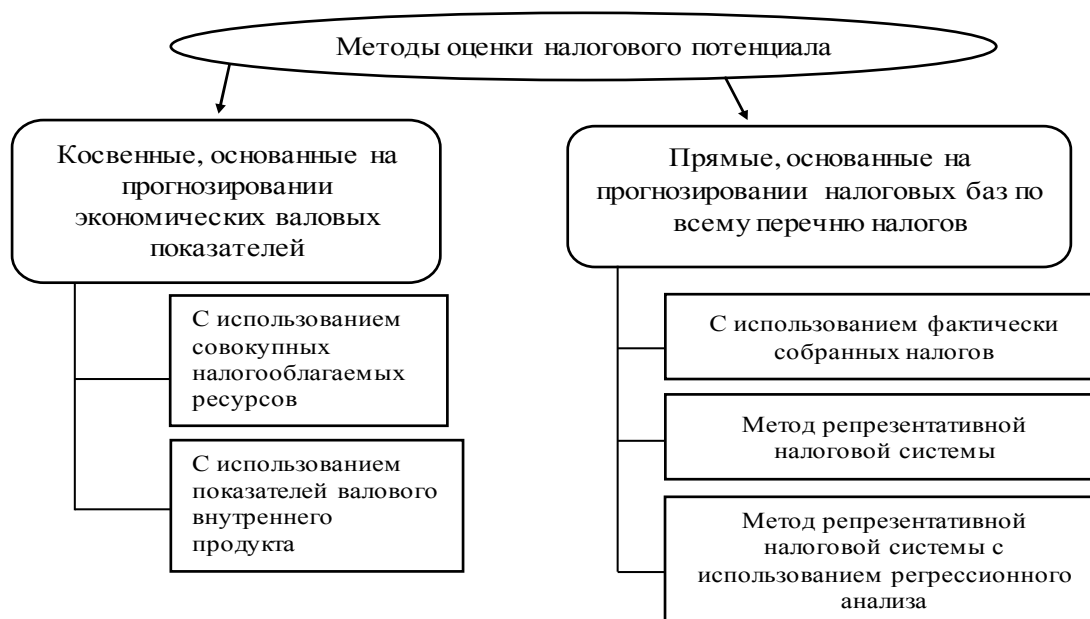 Методы оценки налогового потенциала
Косвенные, основанные на
прогнозировании
экономических валовых
показателей
С использованием
совокупных
налогооблагаемых
ресурсов
С использованием
показателей валового
внутреннего
продукта
Прямые, основанные на
прогнозировании налоговых баз по
всему перечню налогов
С использованием фактически
собранных налогов
Метод репрезентативной
налоговой системы
Метод репрезентативной
налоговой системы с
использованием регрессионного
анализа